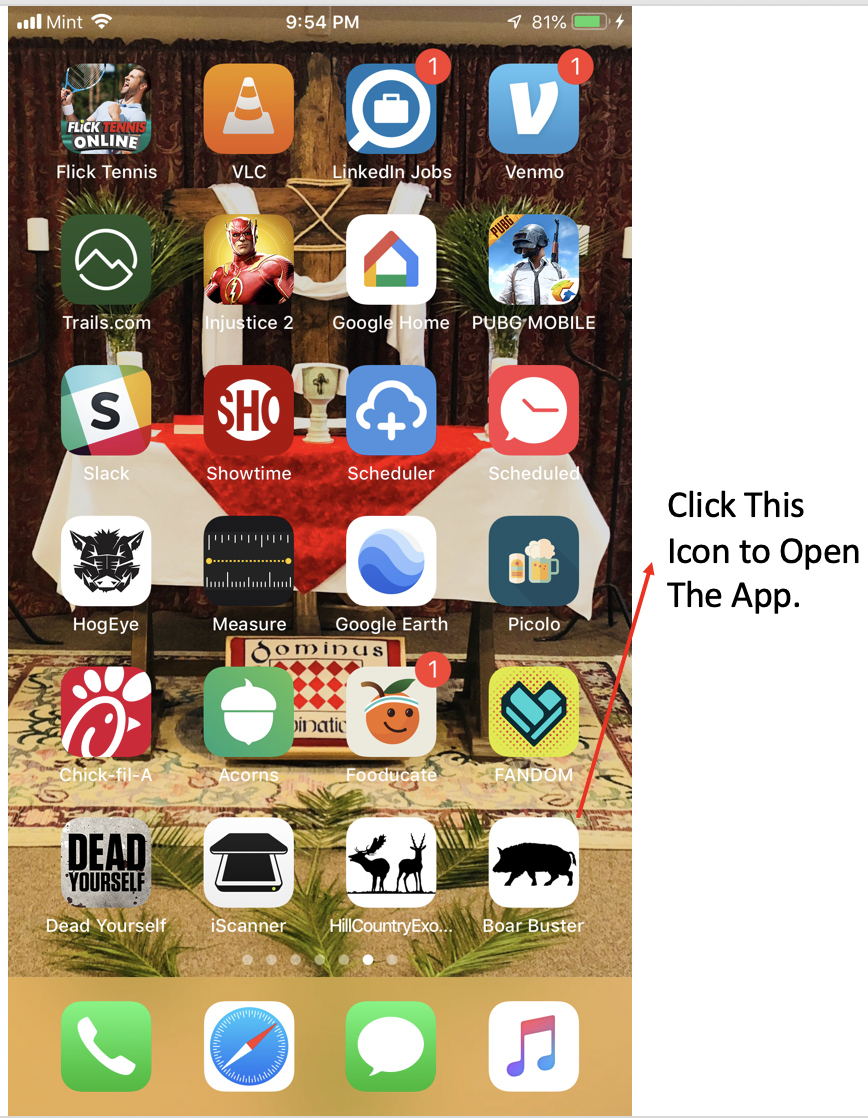 Mint 9:54 PM 81%
1 1
FLiCK TENNIS
ONLINE
Flick Tennis VLC LinkedIn Jobs Venmo
PUBG
Trails.com Injustice 2 Google Home PUBG MOBILE
S SHO
Slack Showtime Scheduler Scheduled
Click This
Icon to Open
The App.
HogEye Measure Google Earth Picolo
dominus
1
Chick-fil-A Acorns Fooducate FANDOM
DEAD
YOURSELF
Dead Yourself iScanner HillCountryExo... Boar Buster